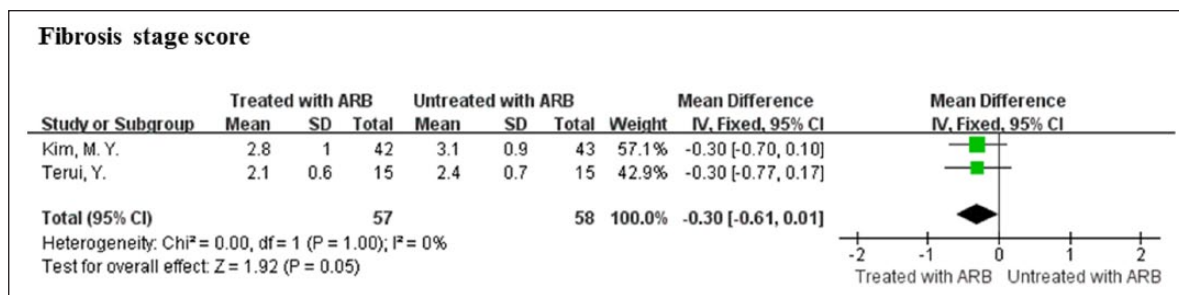 Fibrosis stage score
Treated with ARB Untreated with ARB Mean Difference Mean Difference
Study or Subgroup Mean SD Total Mean SD Total Weight IV, Fixed, 95% CI IV, Fixed, 95% CI
Kim, M. Y. 2.8 1 42 3.1 0.9 43 57.1% -0.30 [-0.70, 0.10]
Terui, Y. 2.1 0.6 15 2.4 0.7 15 42.9% -0.30 [-0.77, 0.17]
Total (95% CI) 57 58 100.0% -0.30 [-0.61, 0.01]
Heterogeneity: Chi² = 0.00, df = 1 (P = 1.00); I² = 0%
Test for overall effect: Z = 1.92 (P = 0.05)
-2 -1 0 1 2
Treated with ARB Untreated with ARB